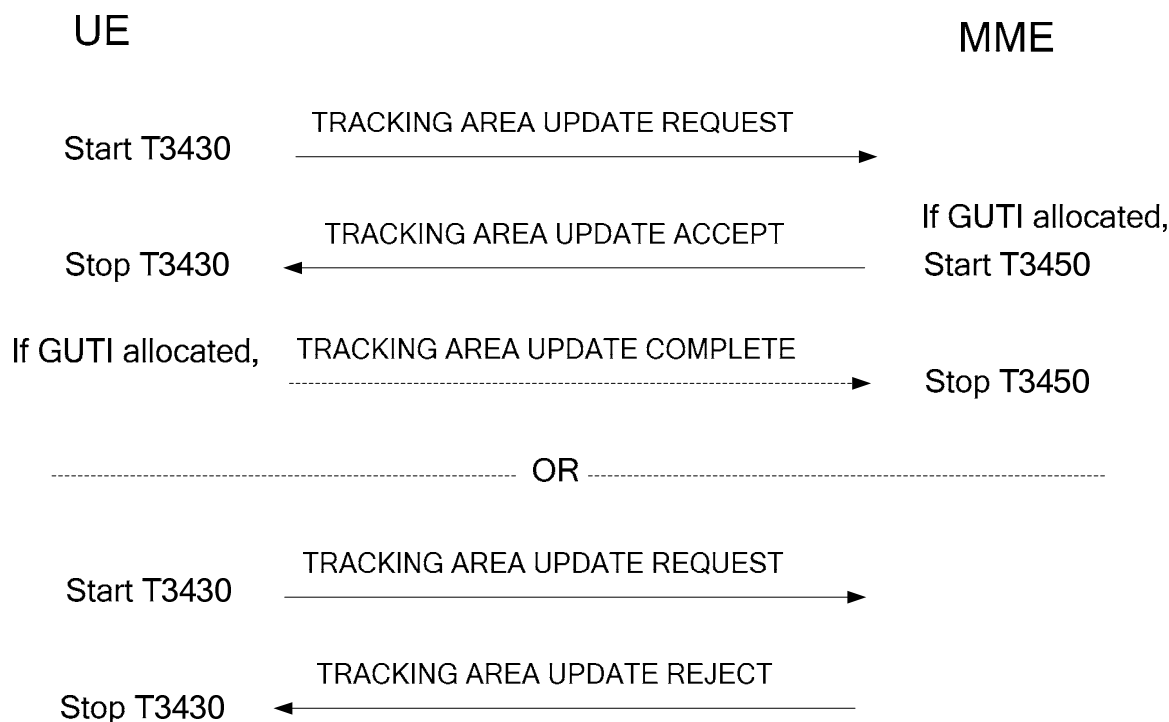 UE
MME
TRACKING AREA UPDATE REQUEST
Start T3430
If GUTI allocated,
TRACKING AREA UPDATE ACCEPT
Stop T3430
Start T3450
If GUTI allocated,
TRACKING AREA UPDATE COMPLETE
Stop T3450
OR
TRACKING AREA UPDATE REQUEST
Start T3430
TRACKING AREA UPDATE REJECT
Stop T3430